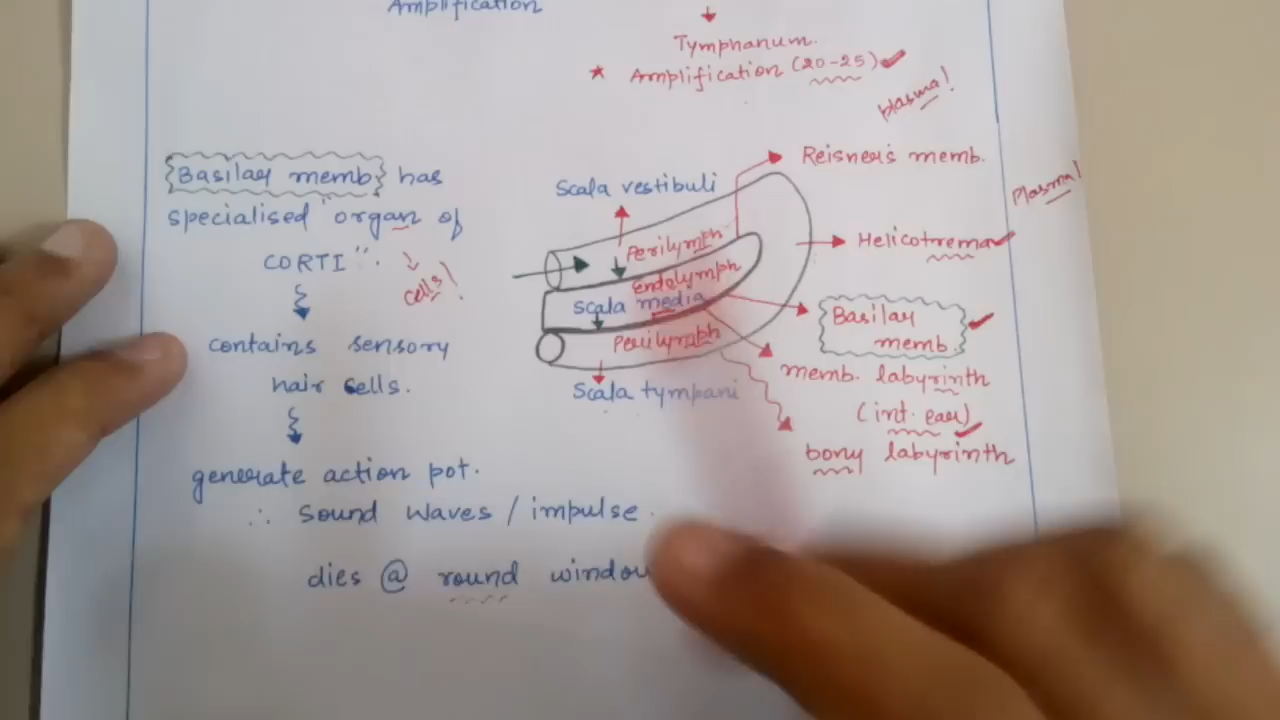 Amplification
Tymphanum.
★ Amplification (20-25)
plasma!
Basilar memb has
specialised "organ of
CORTI".
cells!
contains sensory
hair cells.
generate action pot.
∴ Sound Waves / impulse.
dies @ round window
Scala vestibuli
Perilymph
Endolymph
Scala media
Perilymph
Scala tympani
Reisner's memb.
Plasma!
Helicotrema
Basilar
memb.
memb. labyrinth
(int. ear)
bony labyrinth